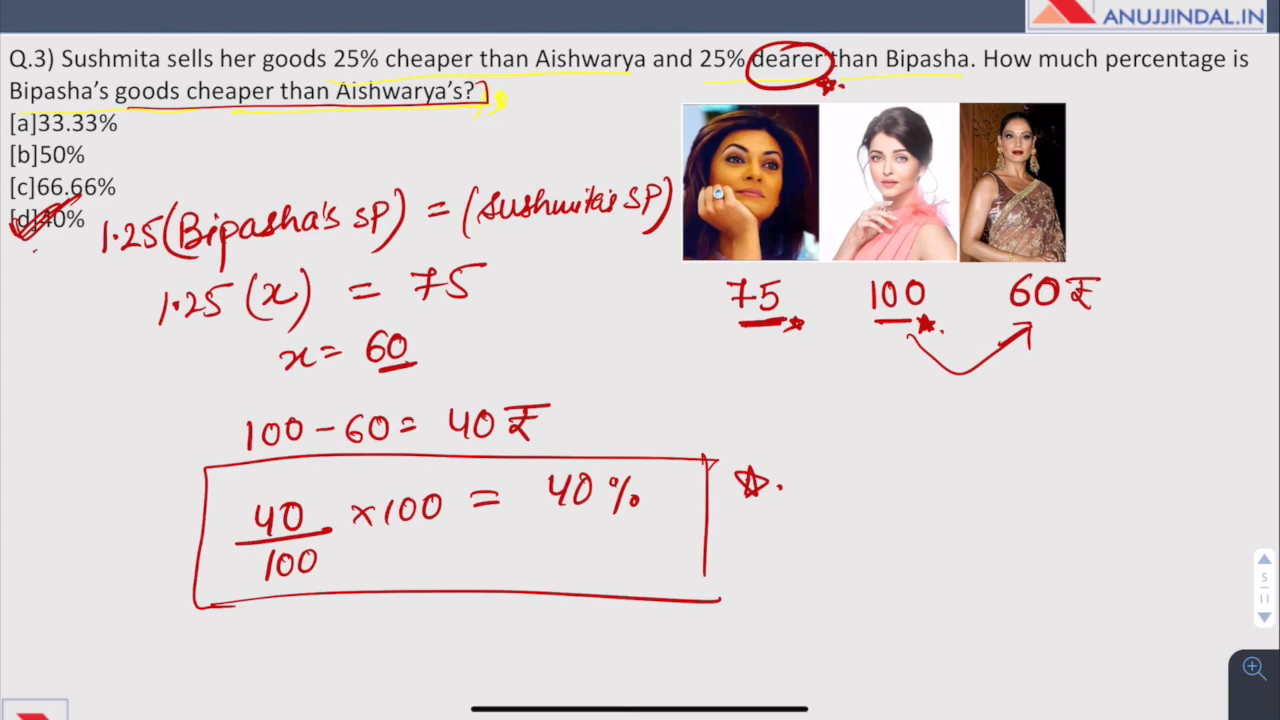 ANUJJINDAL.IN
Q.3) Sushmita sells her goods 25% cheaper than Aishwarya and 25% dearer than Bipasha. How much percentage is
Bipasha’s goods cheaper than Aishwarya’s?
[a]33.33%
[b]50%
[c]66.66%
[d]40%
1.25(Bipasha's SP) = (Sushmita's SP)
1.25 (x) = 75
x = 60
75 100 60 ₹
100 - 60 = 40 ₹
40/100 × 100 = 40 %
5
11